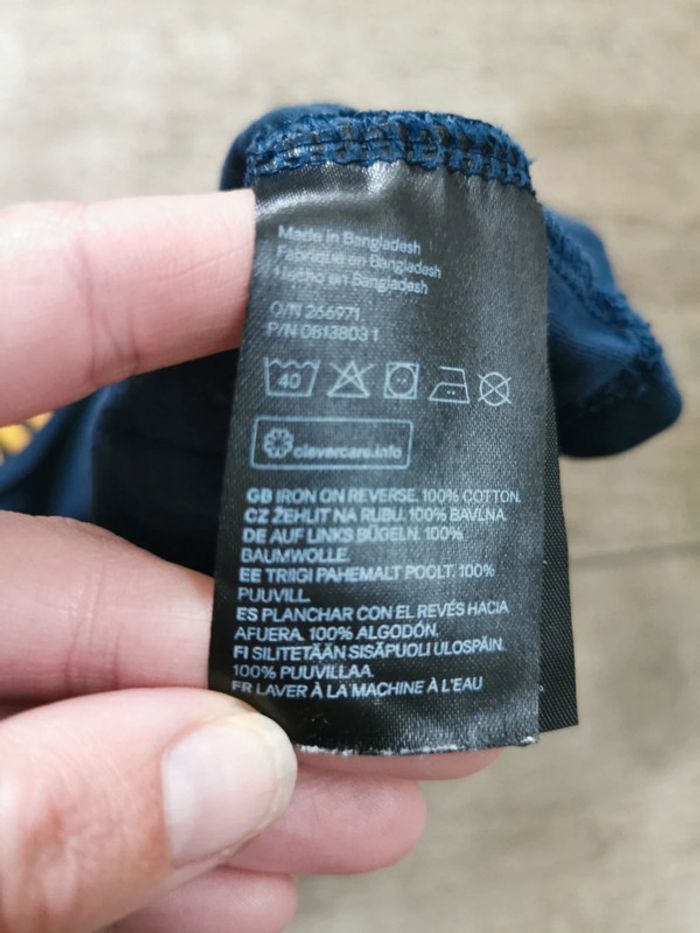 Made in Bangladesh
Fabriqué en Bangladesh
Hecho en Bangladesh
O/N 266971
P/N 08138031
40
clevercare.info
GB IRON ON REVERSE. 100% COTTON.
CZ ŽEHLIT NA RUBU. 100% BAVLNA.
DE AUF LINKS BÜGELN. 100%
BAUMWOLLE.
EE TRIIGI PAHEMALT POOLT. 100%
PUUVILL.
ES PLANCHAR CON EL REVÉS HACIA
AFUERA. 100% ALGODÓN.
FI SILITETÄÄN SISÄPUOLI ULOSPÄIN.
100% PUUVILLAA.
FR LAVER À LA MACHINE À L'EAU